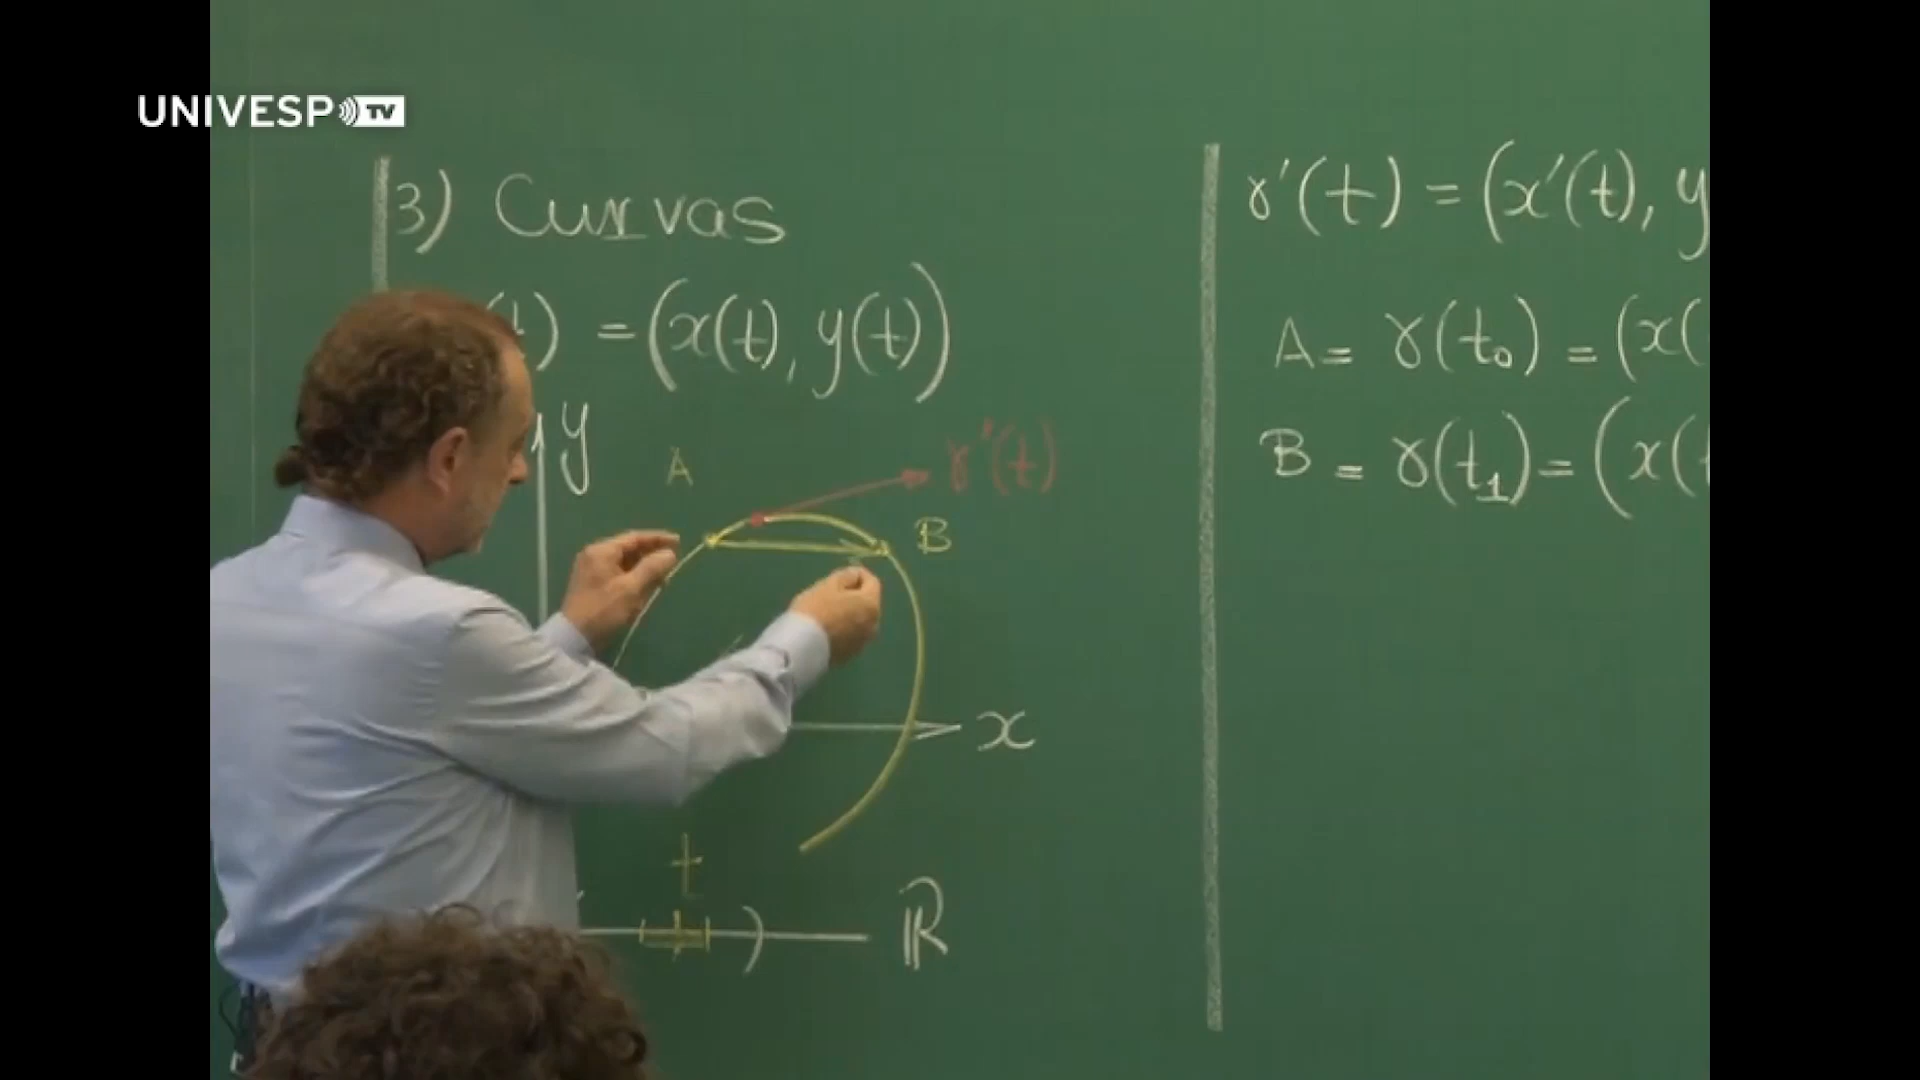 UNIVESP TV
3) Curvas
(t) = (x(t), y(t))
y
A
γ'(t)
B
x
t
ℝ
γ'(t) = (x'(t), y
A = γ(t₀) = (x(
B = γ(t₁) = (x(t